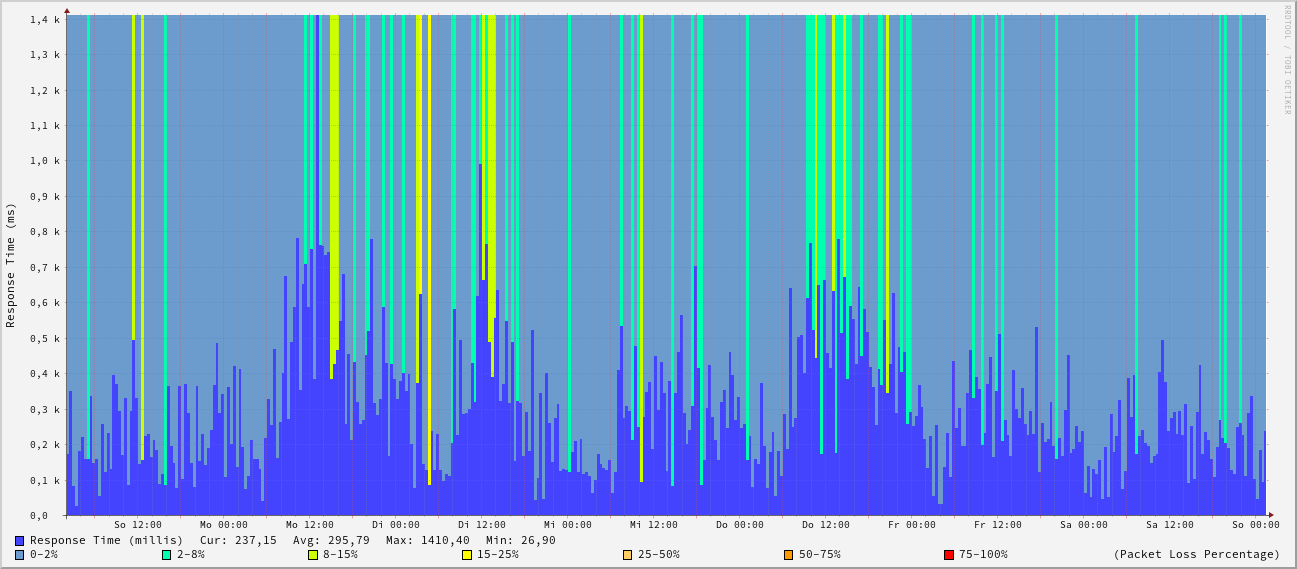 1,4 k
1,3 k
1,2 k
1,1 k
1,0 k
0,9 k
0,8 k
0,7 k
0,6 k
0,5 k
0,4 k
0,3 k
0,2 k
0,1 k
0,0
Response Time (ms)
RRDTOOL / TOBI OETIKER
So 12:00 Mo 00:00 Mo 12:00 Di 00:00 Di 12:00 Mi 00:00 Mi 12:00 Do 00:00 Do 12:00 Fr 00:00 Fr 12:00 Sa 00:00 Sa 12:00 So 00:00
Response Time (millis) Cur: 237,15 Avg: 295,79 Max: 1410,40 Min: 26,90
0-2% 2-8% 8-15% 15-25% 25-50% 50-75% 75-100% (Packet Loss Percentage)